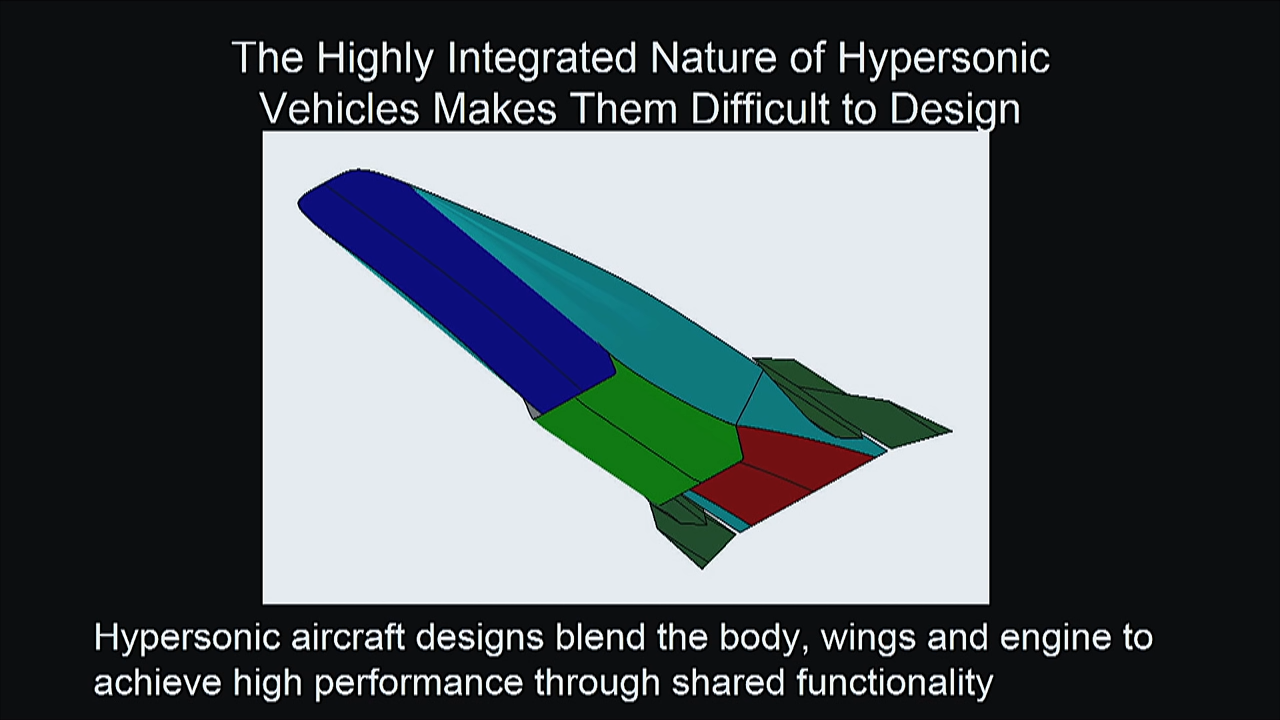 The Highly Integrated Nature of Hypersonic
Vehicles Makes Them Difficult to Design
Hypersonic aircraft designs blend the body, wings and engine to
achieve high performance through shared functionality